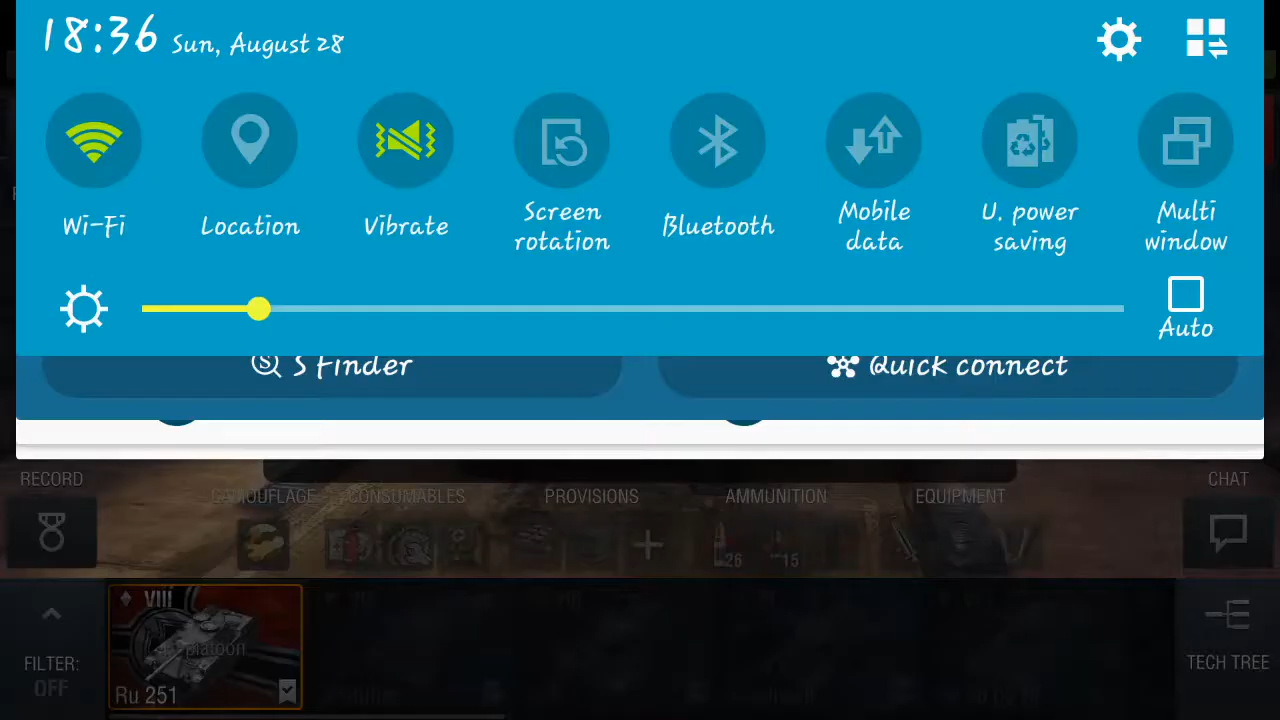 18:36 Sun, August 28
Wi-Fi
Location
Vibrate
Screen
rotation
Bluetooth
Mobile
data
U. power
saving
Multi
window
Auto
S Finder
Quick connect
RECORD
CHAT
CAMOUFLAGE
CONSUMABLES
PROVISIONS
AMMUNITION
EQUIPMENT
26
15
VIII
platoon
Ru 251
FILTER:
OFF
TECH TREE